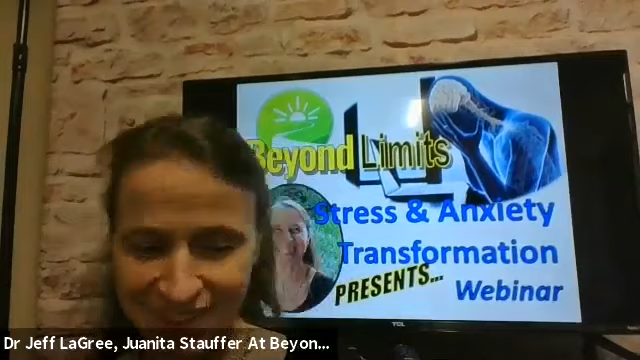 Beyond Limits
Stress & Anxiety
Transformation
PRESENTS...
Webinar
TCL
Dr Jeff LaGree, Juanita Stauffer At Beyon...